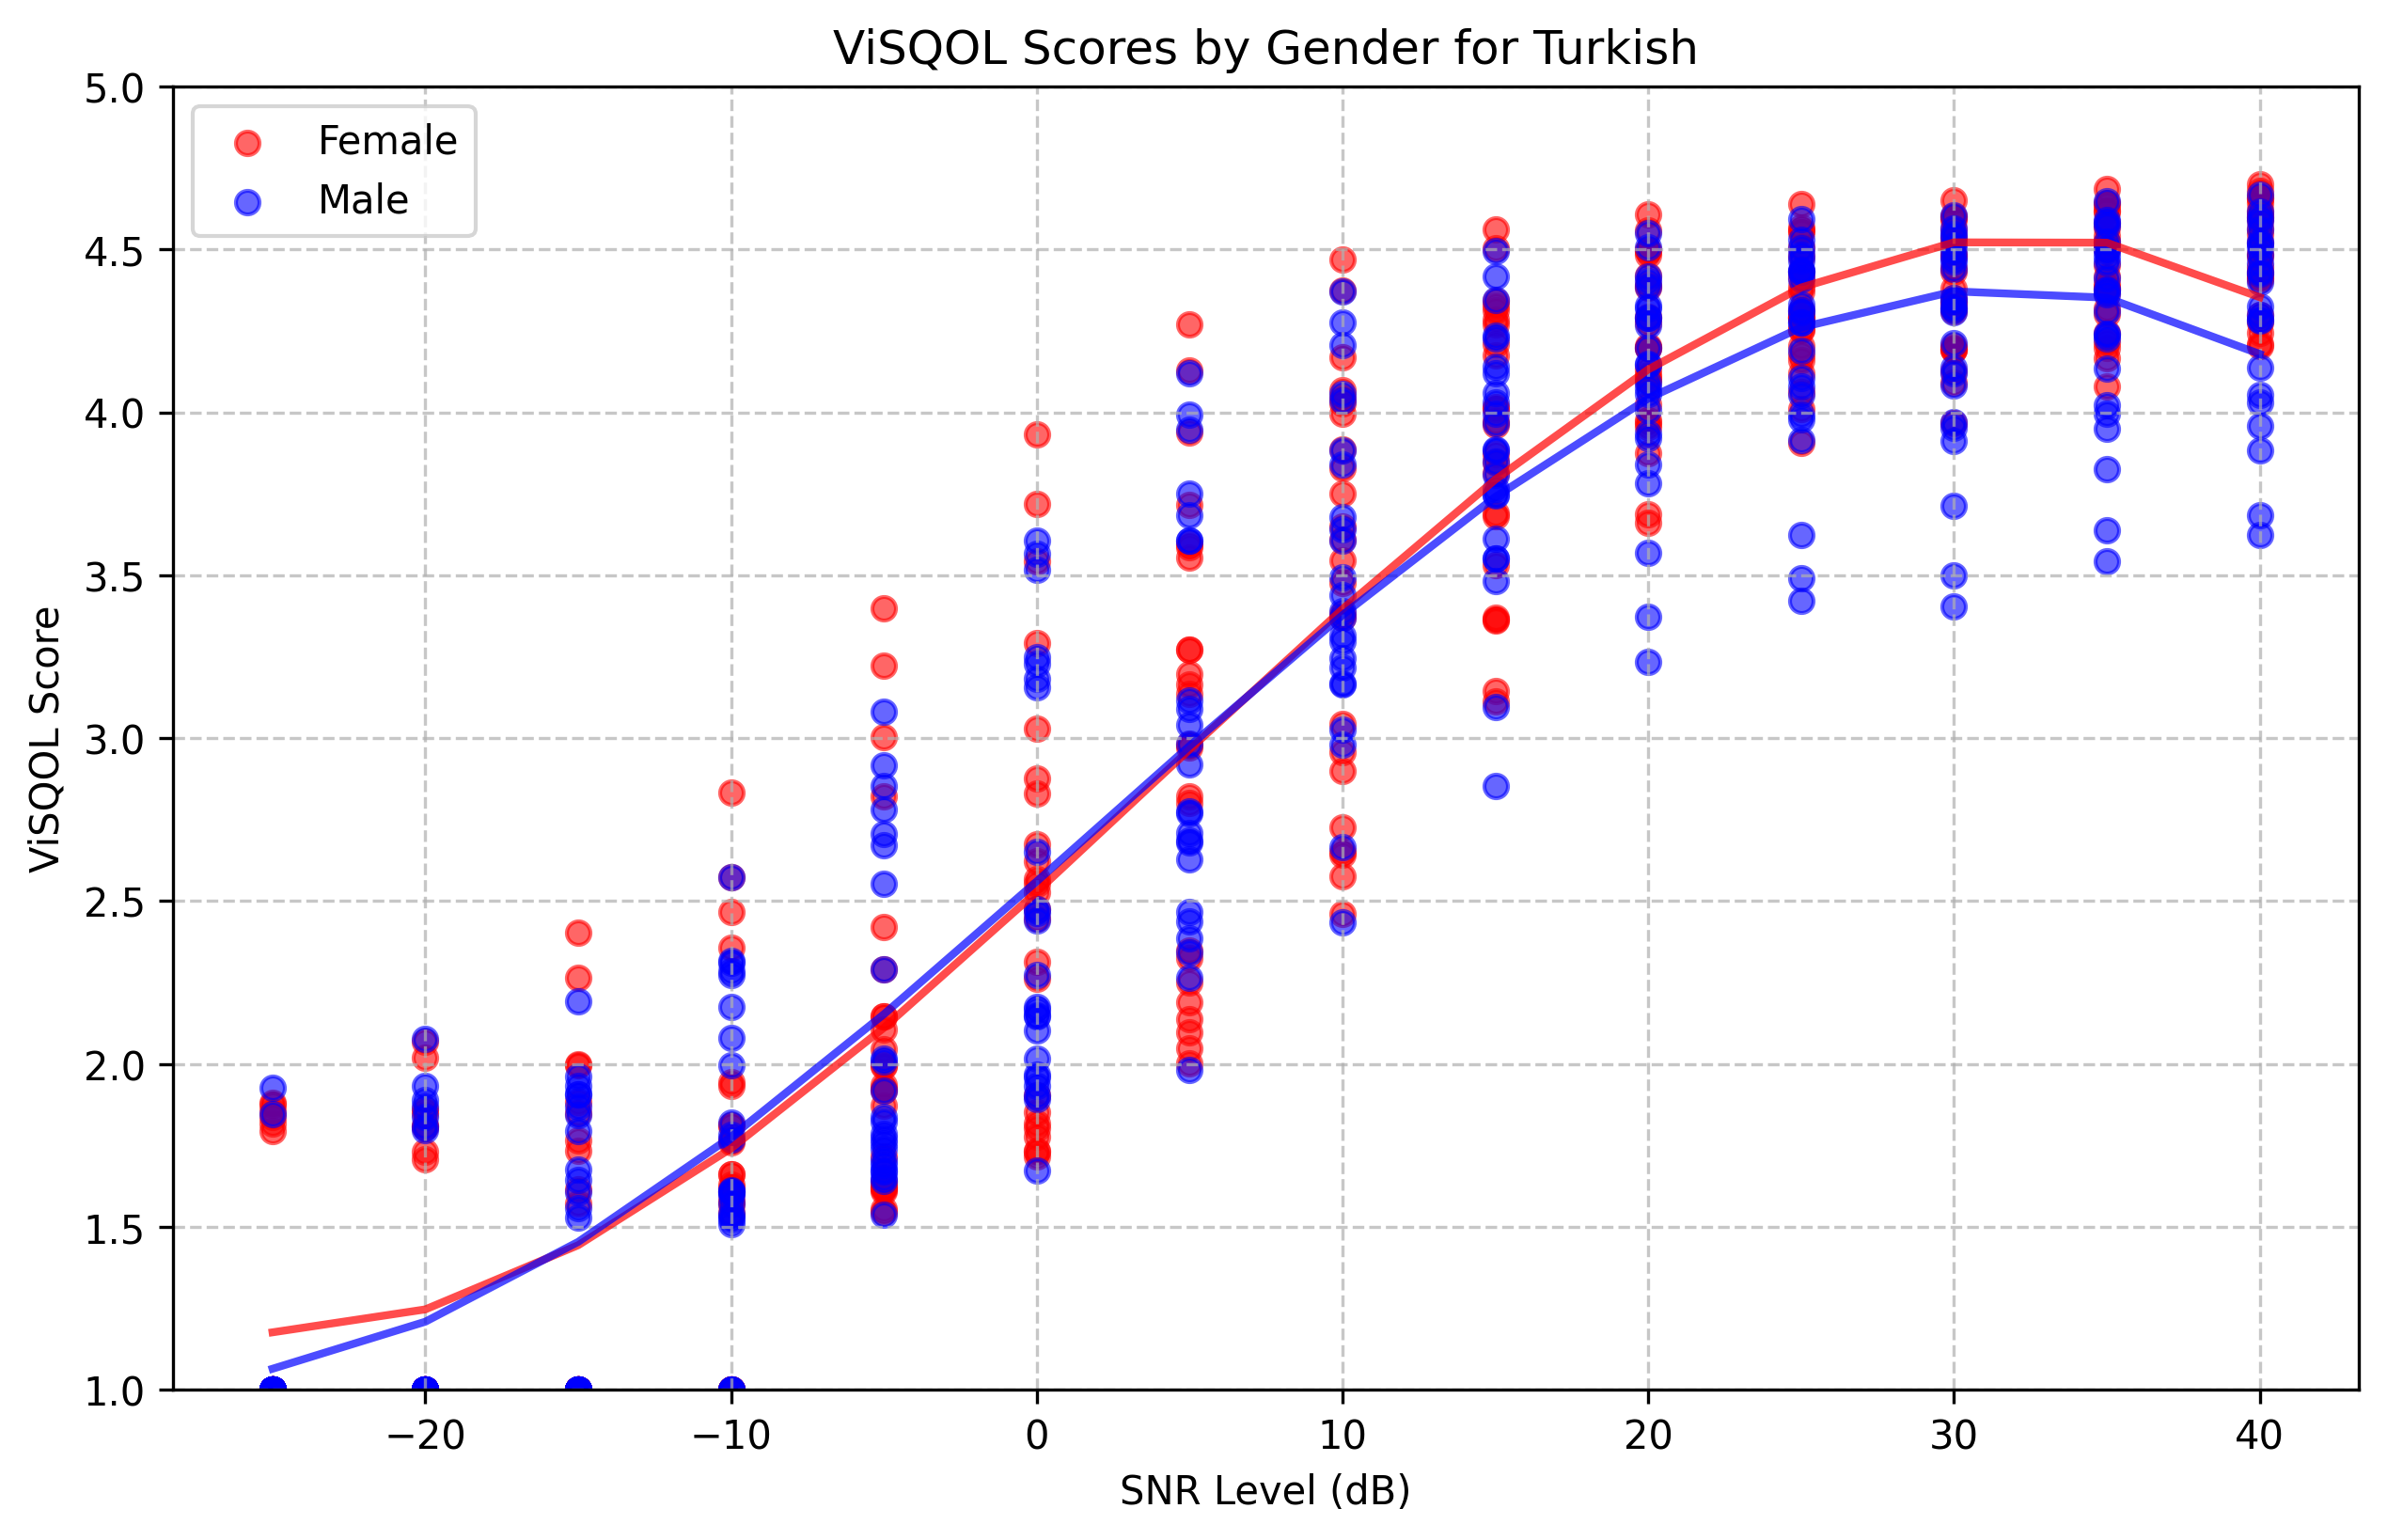 ViSQOL Scores by Gender for Turkish
Female
Male
5.0
4.5
4.0
3.5
3.0
2.5
2.0
1.5
1.0
ViSQOL Score
−20 −10 0 10 20 30 40
SNR Level (dB)